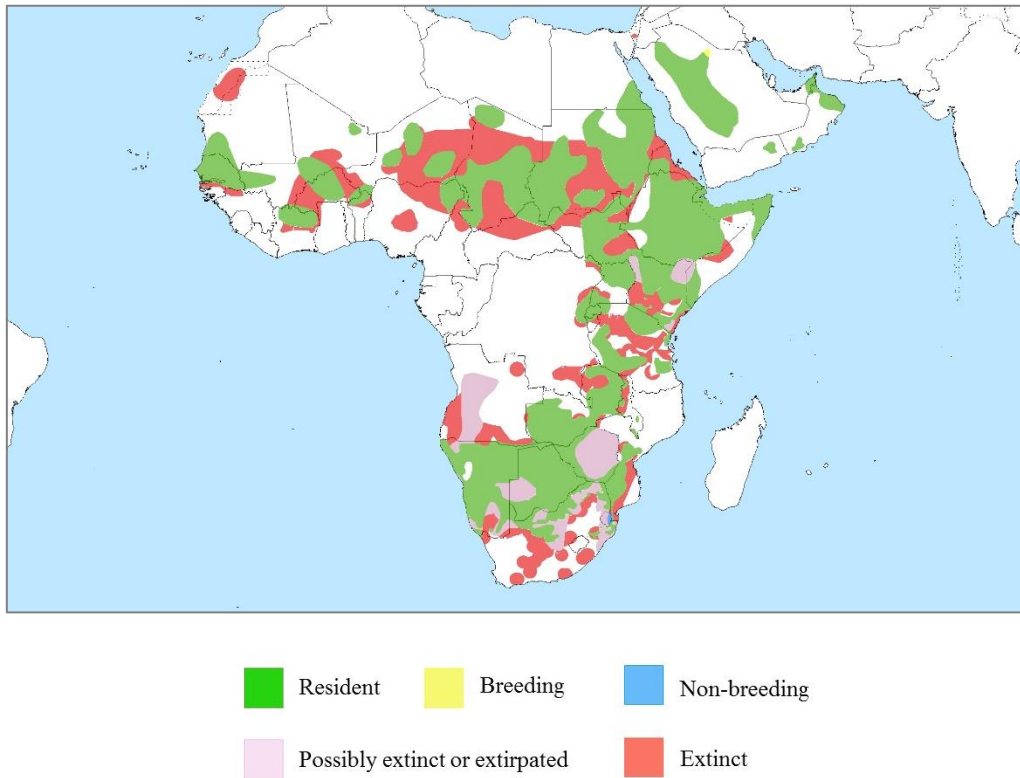 Resident
Breeding
Non-breeding
Possibly extinct or extirpated
Extinct